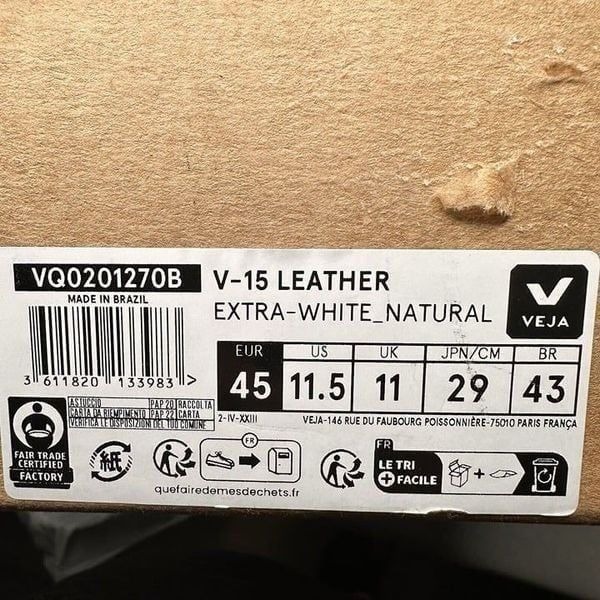 VQ0201270B
MADE IN BRAZIL
3 611820 133983 >
V-15 LEATHER
EXTRA-WHITE_NATURAL
VEJA
EUR US UK JPN/CM BR
45 11.5 11 29 43
2-IV-XXIII VEJA-146 RUE DU FAUBOURG POISSONNIÈRE-75010 PARIS FRANÇA
ASTUCCIO PAP 20 RACCOLTA
CARTA DA RIEMPIMENTO PAP 22 CARTA
VERIFICA LE DISPOSIZIONI DEL TUO COMUNE
FAIR TRADE
CERTIFIED
FACTORY
紙
FR
quefairedemesdechets.fr
FR
LE TRI
+ FACILE
+